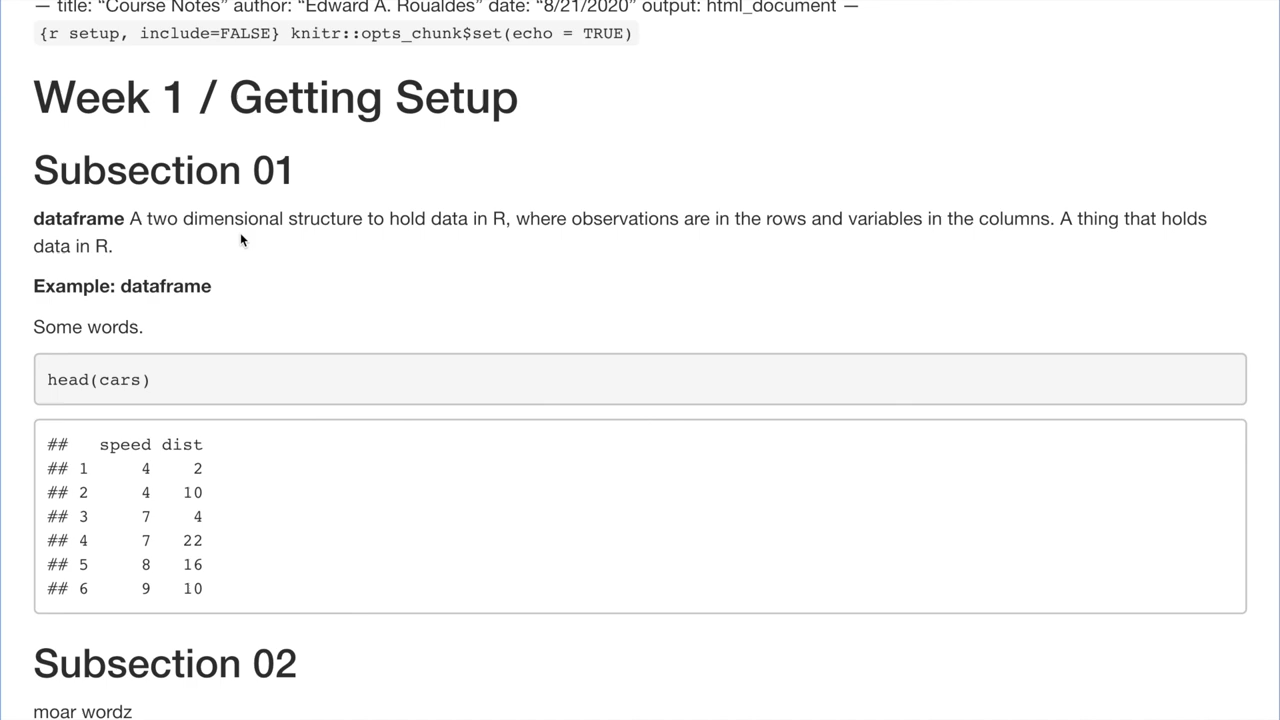 — title: “Course Notes” author: “Edward A. Roualdes” date: “8/21/2020” output: html_document —
{r setup, include=FALSE} knitr::opts_chunk$set(echo = TRUE)
Week 1 / Getting Setup
Subsection 01
dataframe A two dimensional structure to hold data in R, where observations are in the rows and variables in the columns. A thing that holds
data in R.
Example: dataframe
Some words.
head(cars)
##   speed dist
## 1     4    2
## 2     4   10
## 3     7    4
## 4     7   22
## 5     8   16
## 6     9   10
Subsection 02
moar wordz